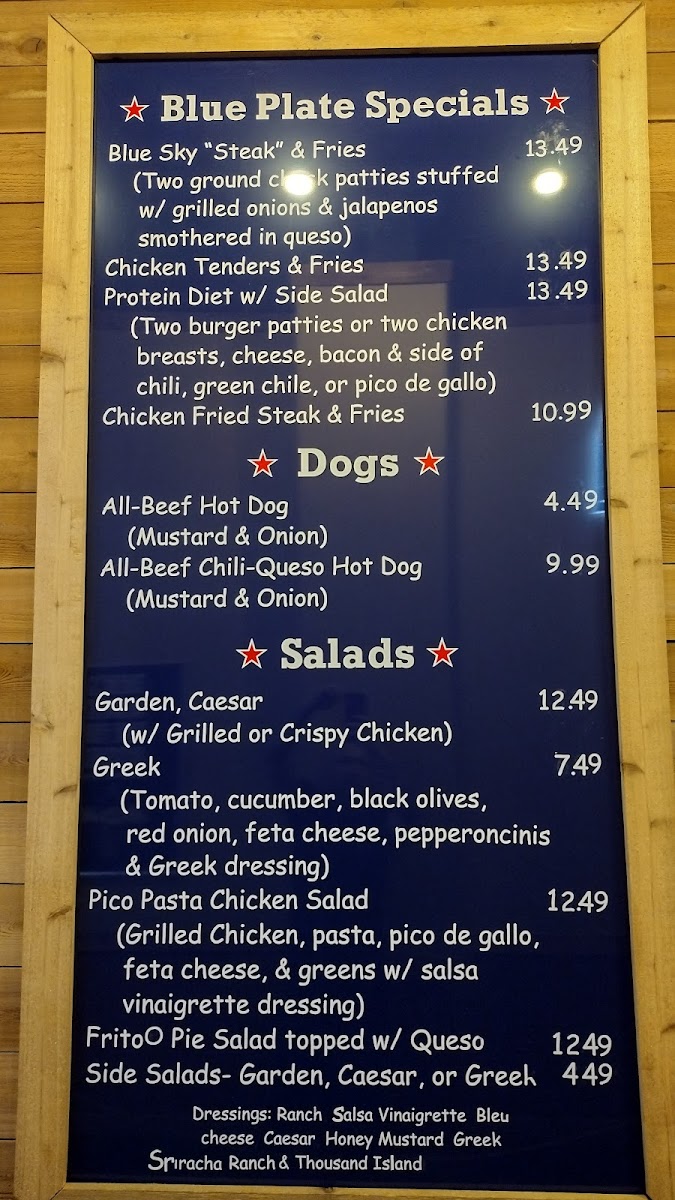 Blue Plate Specials
Blue Sky "Steak" & Fries 13.49
(Two ground chuck patties stuffed
w/ grilled onions & jalapenos
smothered in queso)
Chicken Tenders & Fries 13.49
Protein Diet w/ Side Salad 13.49
(Two burger patties or two chicken
breasts, cheese, bacon & side of
chili, green chile, or pico de gallo)
Chicken Fried Steak & Fries 10.99
Dogs
All-Beef Hot Dog 4.49
(Mustard & Onion)
All-Beef Chili-Queso Hot Dog 9.99
(Mustard & Onion)
Salads
Garden, Caesar 12.49
(w/ Grilled or Crispy Chicken)
Greek 7.49
(Tomato, cucumber, black olives,
red onion, feta cheese, pepperoncinis
& Greek dressing)
Pico Pasta Chicken Salad 12.49
(Grilled Chicken, pasta, pico de gallo,
feta cheese, & greens w/ salsa
vinaigrette dressing)
FritoO Pie Salad topped w/ Queso 1249
Side Salads- Garden, Caesar, or Greek 449
Dressings: Ranch Salsa Vinaigrette Bleu
cheese Caesar Honey Mustard Greek
Sriracha Ranch & Thousand Island